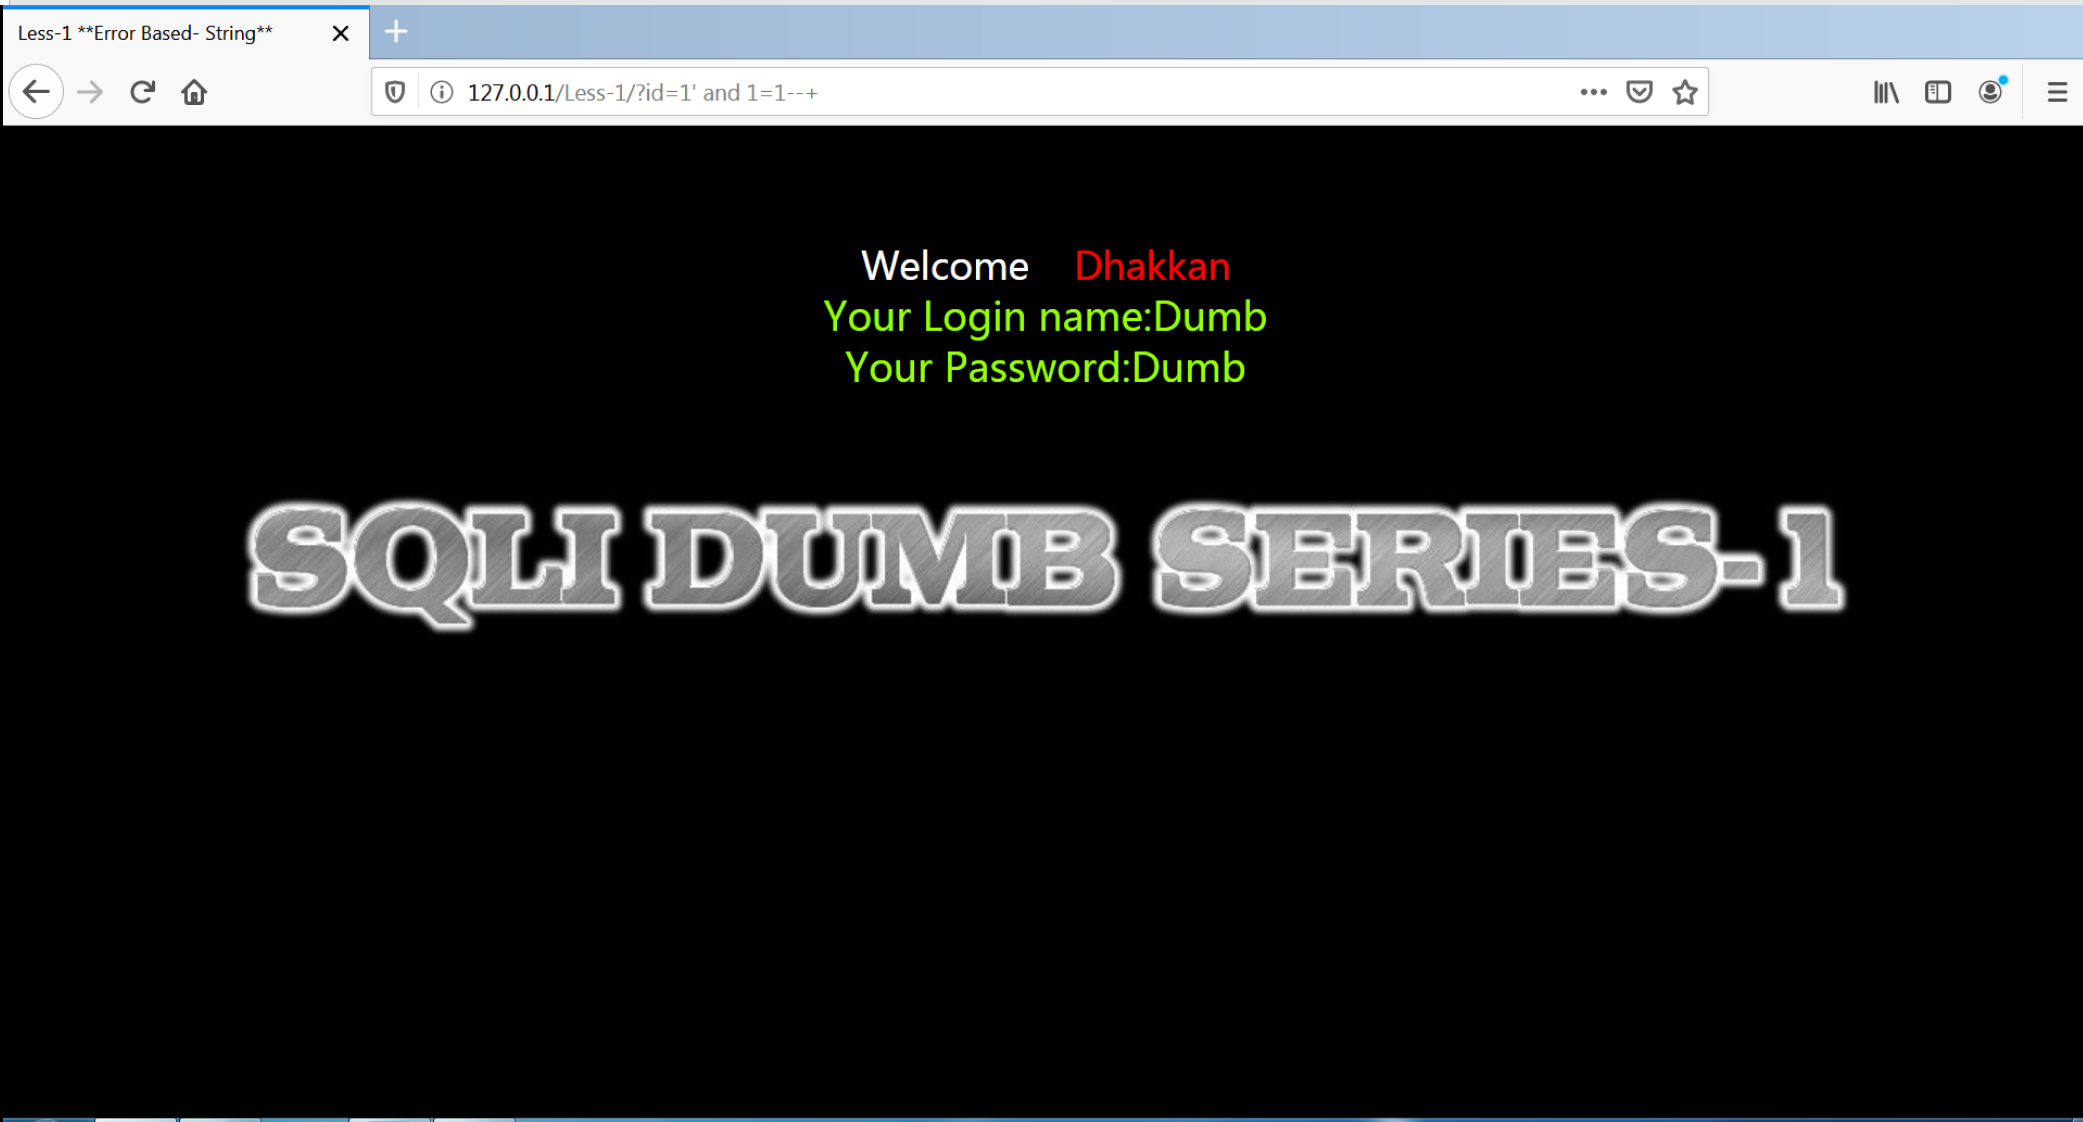 Less-1 **Error Based- String**
127.0.0.1/Less-1/?id=1' and 1=1--+
Welcome Dhakkan
Your Login name:Dumb
Your Password:Dumb
SQLI DUMB SERIES-1